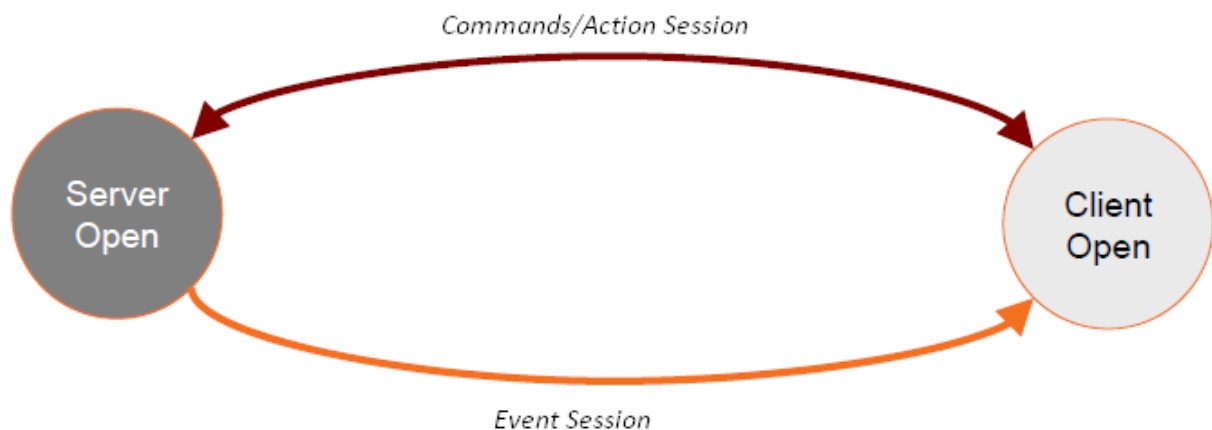 Commands/Action Session
Server
Open
Client
Open
Event Session